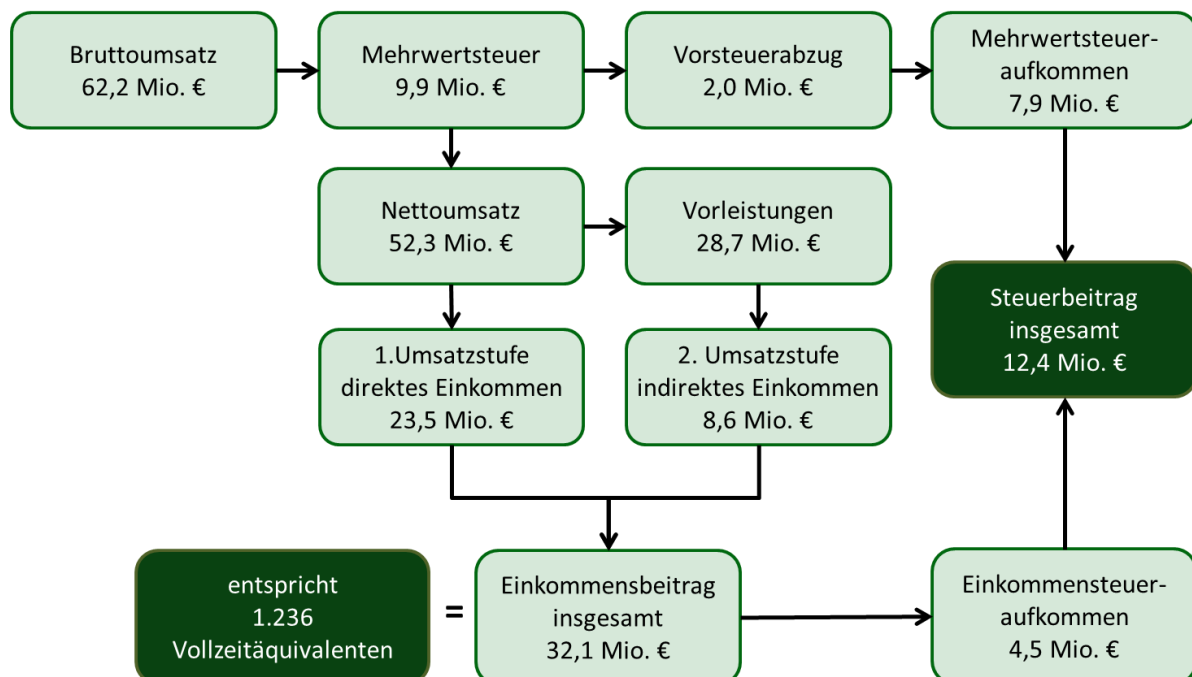 Bruttoumsatz
62,2 Mio. €
Mehrwertsteuer
9,9 Mio. €
Vorsteuerabzug
2,0 Mio. €
Mehrwertsteuer-
aufkommen
7,9 Mio. €
Nettoumsatz
52,3 Mio. €
Vorleistungen
28,7 Mio. €
Steuerbeitrag
insgesamt
12,4 Mio. €
1.Umsatzstufe
direktes Einkommen
23,5 Mio. €
2. Umsatzstufe
indirektes Einkommen
8,6 Mio. €
entspricht
1.236
Vollzeitäquivalenten
=
Einkommensbeitrag
insgesamt
32,1 Mio. €
Einkommensteuer-
aufkommen
4,5 Mio. €